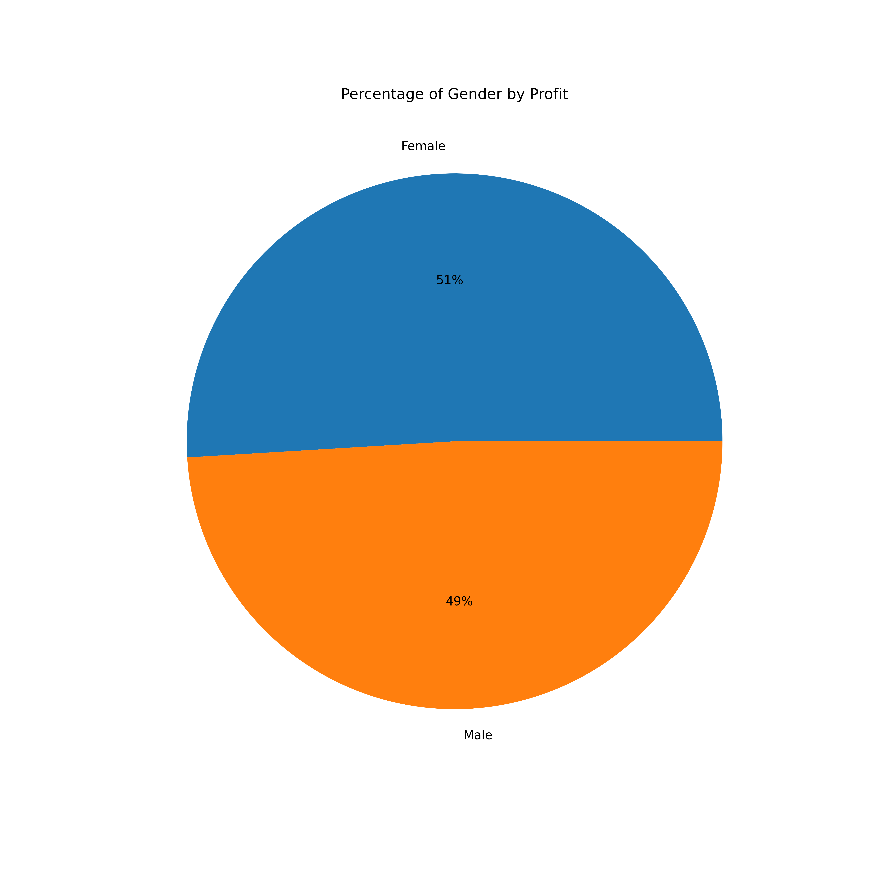 Percentage of Gender by Profit
Female
51%
49%
Male